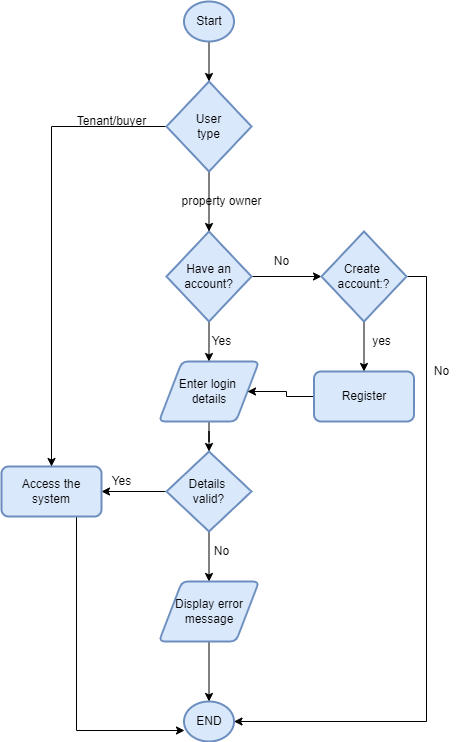 Start
User
type
Tenant/buyer
property owner
Have an
account?
No
Create
account:?
Yes
yes
No
Enter login
details
Register
Access the
system
Yes
Details
valid?
No
Display error
message
END